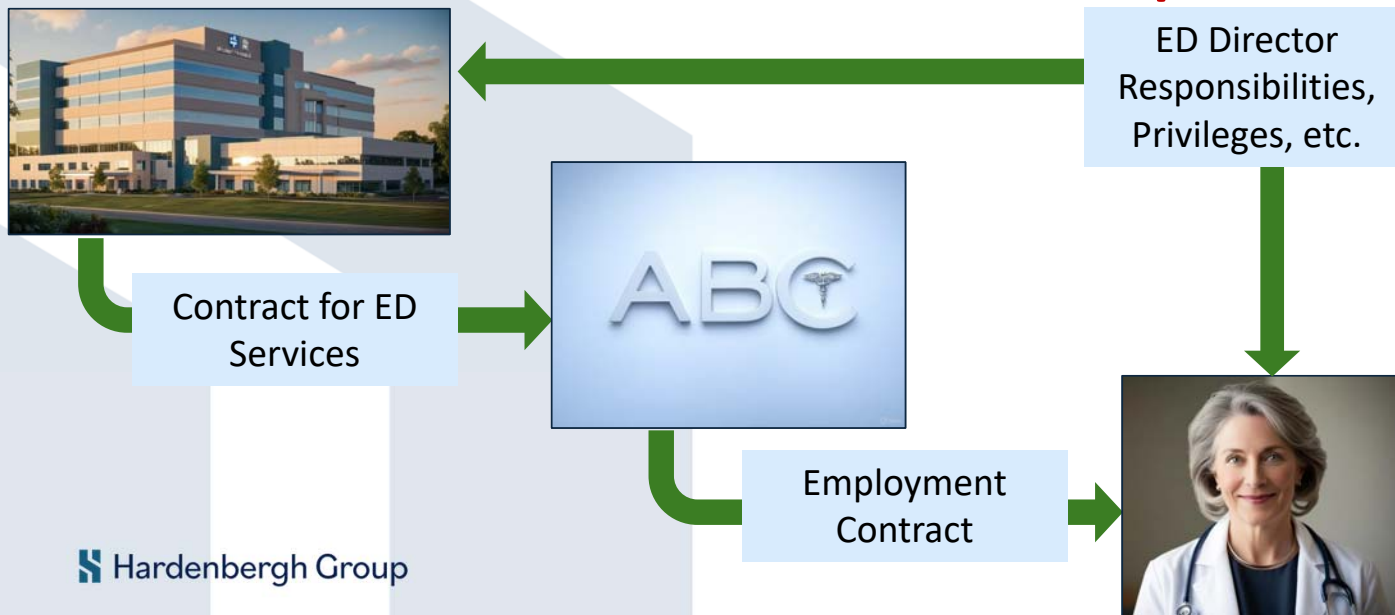 ED Director
Responsibilities,
Privileges, etc.
ABC
Contract for ED
Services
Employment
Contract
Hardenbergh Group